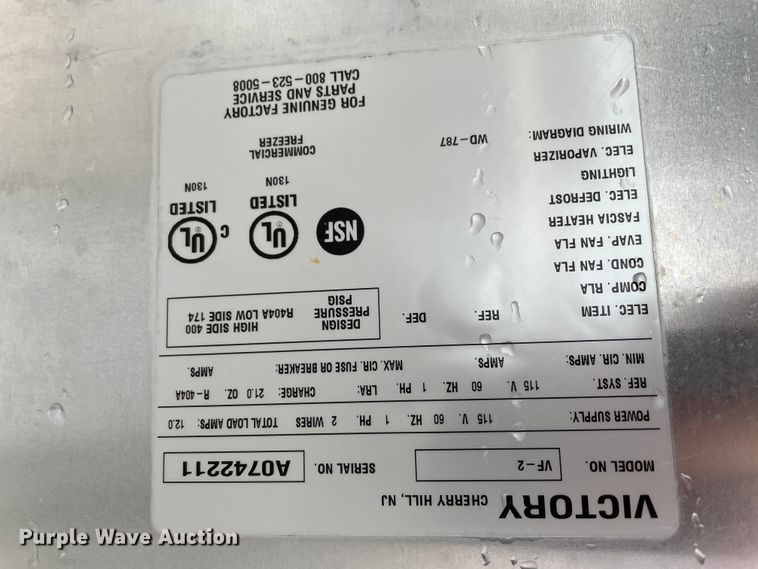 VICTORY CHERRY HILL, NJ
MODEL NO. VF-2 SERIAL NO. A0742211
POWER SUPPLY: 115 V. 60 HZ. 1 PH. 2 WIRES TOTAL LOAD AMPS: 12.0
REF. SYST. 115 V. 60 HZ. 1 PH. LRA: CHARGE: 21.0 OZ. R-404A
MIN. CIR. AMPS: AMPS. MAX. CIR. FUSE OR BREAKER: AMPS.
ELEC. ITEM REF. DEF.
COMP. RLA
COND. FAN FLA
EVAP. FAN FLA
FASCIA HEATER
ELEC. DEFROST
LIGHTING
ELEC. VAPORIZER
WIRING DIAGRAM: WD-787
DESIGN
PRESSURE
PSIG
HIGH SIDE 400
R404A LOW SIDE 174
NSF
UL
LISTED
130N
C UL
LISTED
130N
COMMERCIAL
FREEZER
FOR GENUINE FACTORY
PARTS AND SERVICE
CALL 800-523-5008
Purple Wave Auction